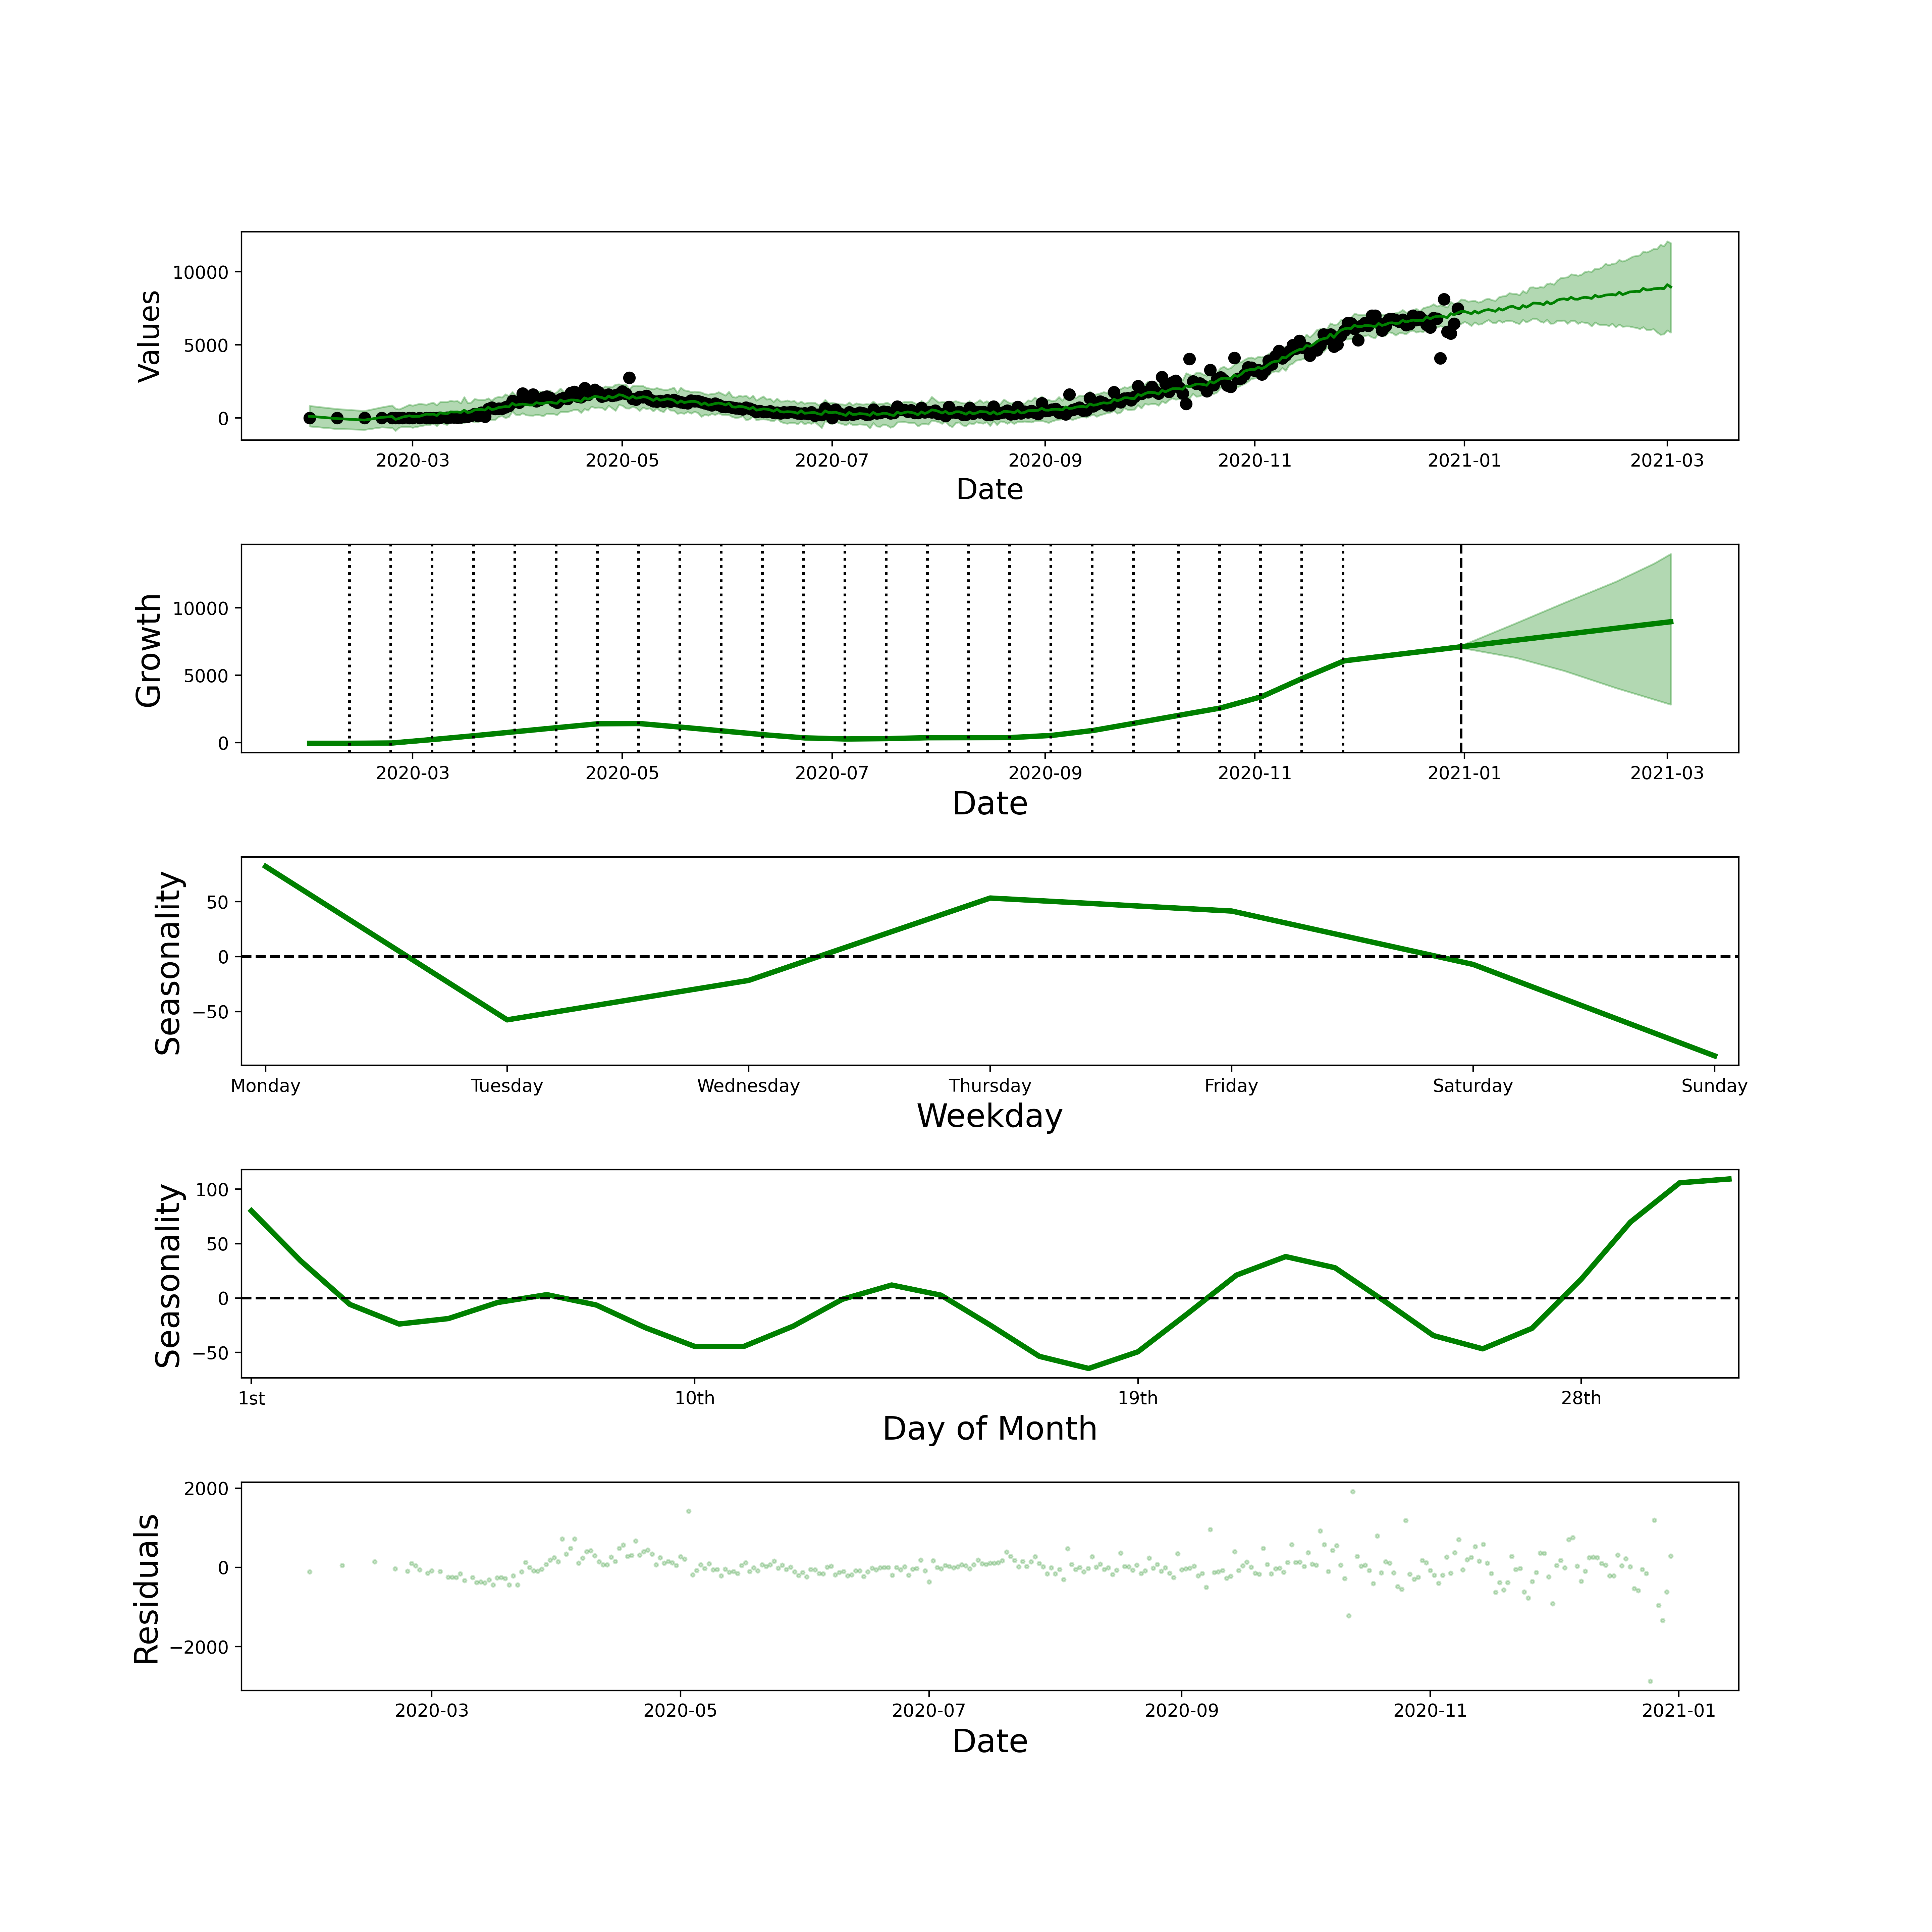 Values
10000
5000
0
2020-03 2020-05 2020-07 2020-09 2020-11 2021-01 2021-03
Date
Growth
10000
5000
0
2020-03 2020-05 2020-07 2020-09 2020-11 2021-01 2021-03
Date
Seasonality
50
0
−50
Monday Tuesday Wednesday Thursday Friday Saturday Sunday
Weekday
Seasonality
100
50
0
−50
1st 10th 19th 28th
Day of Month
Residuals
2000
0
−2000
2020-03 2020-05 2020-07 2020-09 2020-11 2021-01
Date